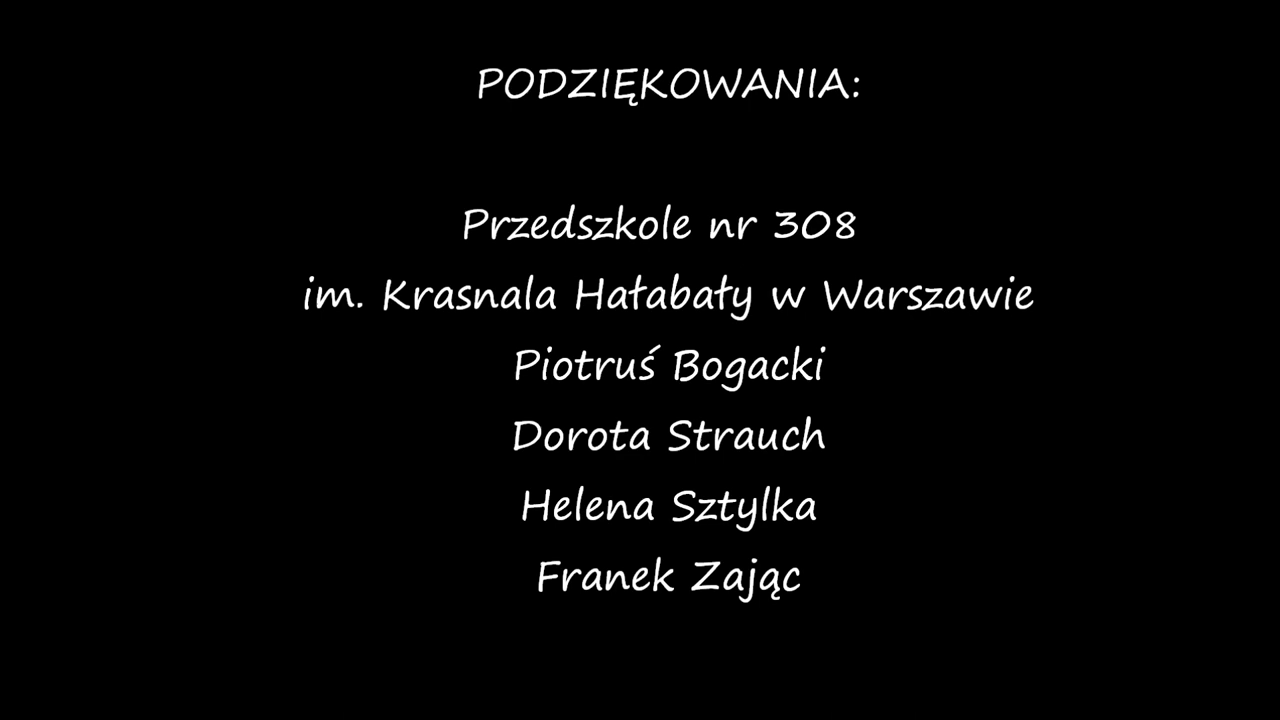 PODZIĘKOWANIA:
Przedszkole nr 308
im. Krasnala Hałabały w Warszawie
Piotruś Bogacki
Dorota Strauch
Helena Sztylka
Franek Zając